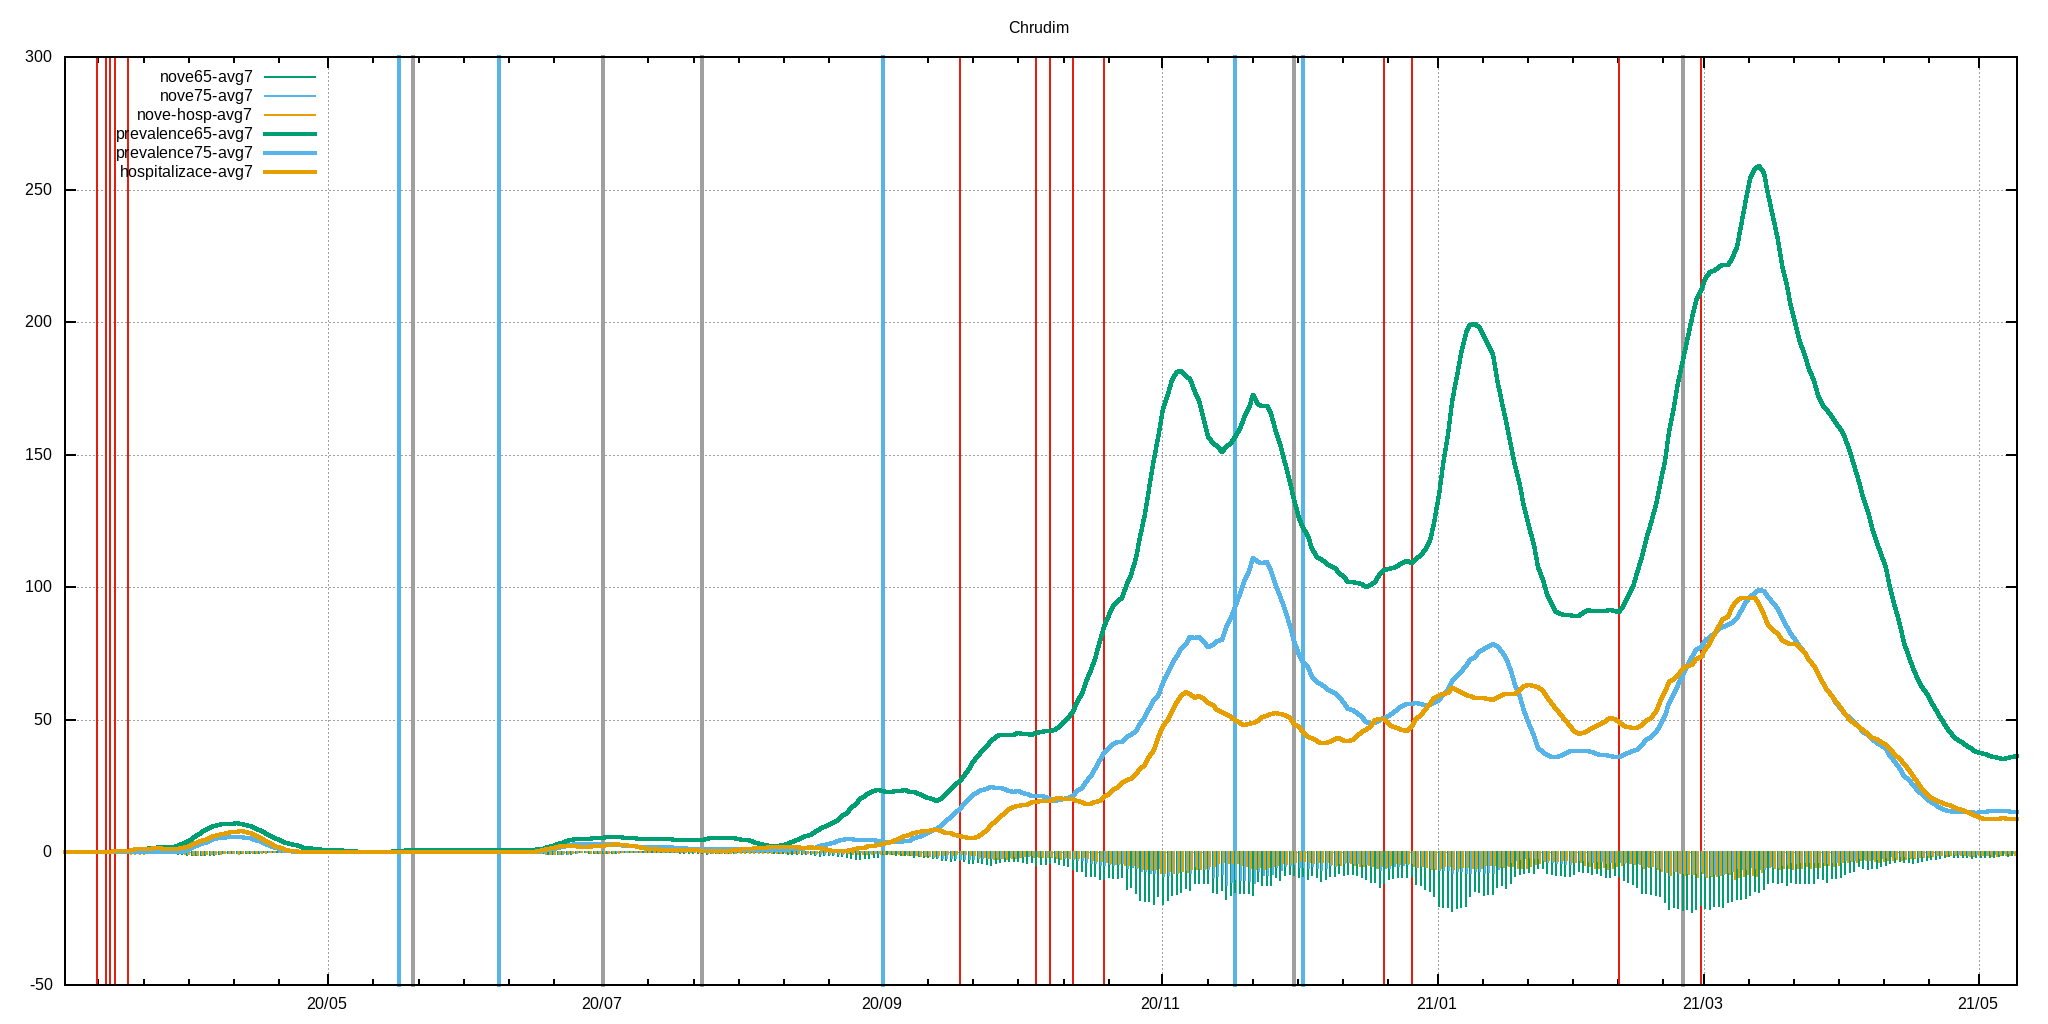 Chrudim
300
250
200
150
100
50
0
-50
nove65-avg7
nove75-avg7
nove-hosp-avg7
prevalence65-avg7
prevalence75-avg7
hospitalizace-avg7
20/05
20/07
20/09
20/11
21/01
21/03
21/05